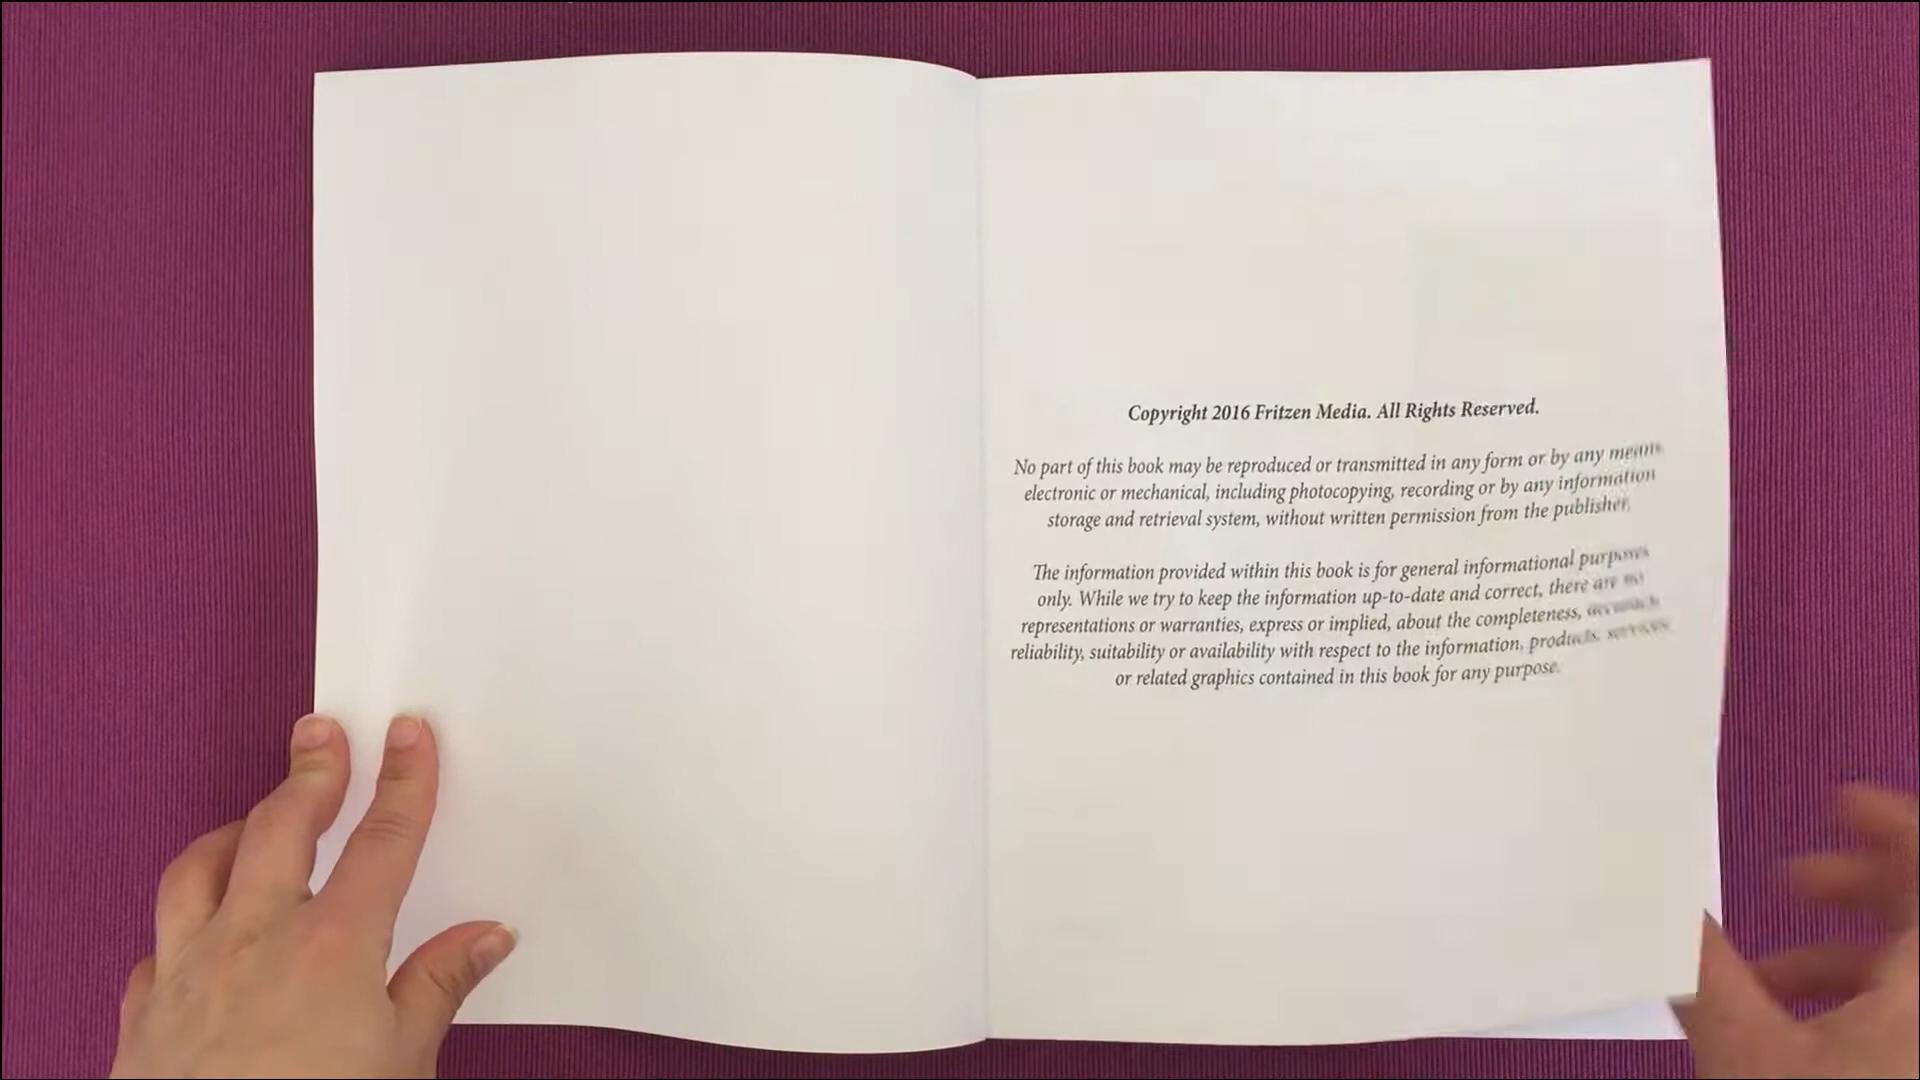 Copyright 2016 Fritzen Media. All Rights Reserved.
No part of this book may be reproduced or transmitted in any form or by any means
electronic or mechanical, including photocopying, recording or by any information
storage and retrieval system, without written permission from the publisher.
The information provided within this book is for general informational purposes
only. While we try to keep the information up-to-date and correct, there are no
representations or warranties, express or implied, about the completeness,
reliability, suitability or availability with respect to the information, products, services
or related graphics contained in this book for any purpose.